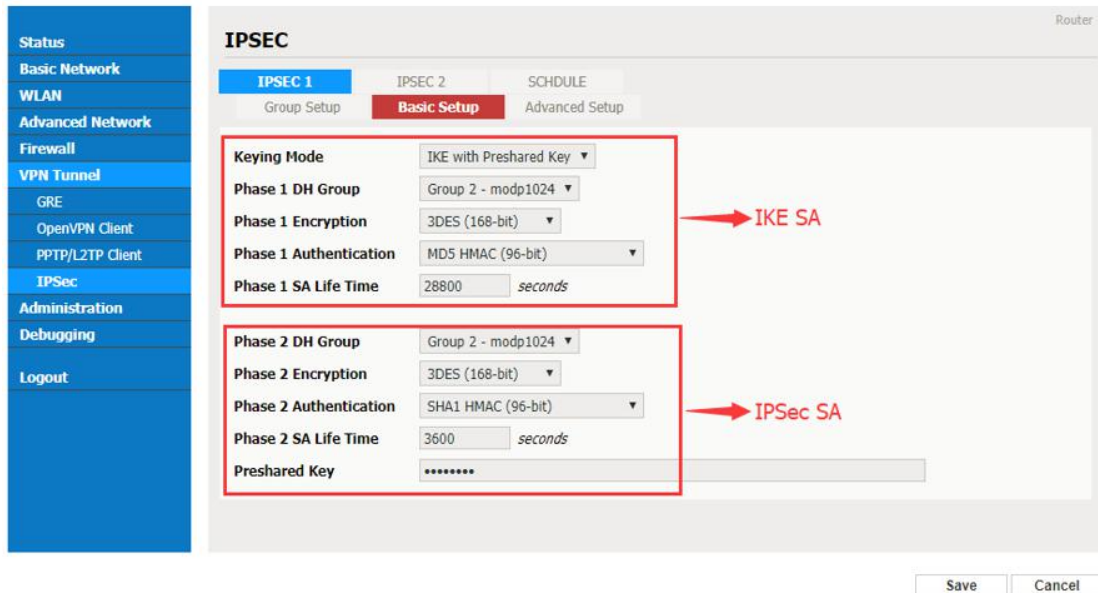 Router
Status
Basic Network
WLAN
Advanced Network
Firewall
VPN Tunnel
GRE
OpenVPN Client
PPTP/L2TP Client
IPSec
Administration
Debugging
Logout
IPSEC
IPSEC 1 IPSEC 2 SCHDULE
Group Setup Basic Setup Advanced Setup
Keying Mode IKE with Preshared Key
Phase 1 DH Group Group 2 - modp1024
Phase 1 Encryption 3DES (168-bit)
Phase 1 Authentication MD5 HMAC (96-bit)
Phase 1 SA Life Time 28800 seconds
IKE SA
Phase 2 DH Group Group 2 - modp1024
Phase 2 Encryption 3DES (168-bit)
Phase 2 Authentication SHA1 HMAC (96-bit)
Phase 2 SA Life Time 3600 seconds
Preshared Key ••••••••
IPSec SA
Save Cancel